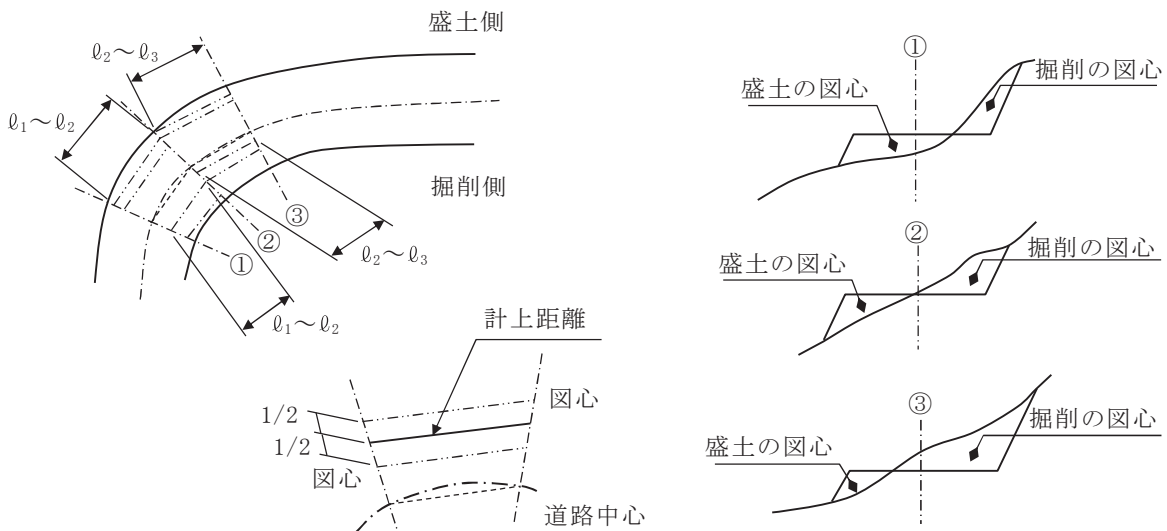 盛土側
ℓ₂～ℓ₃
ℓ₁～ℓ₂
掘削側
③
②
①
ℓ₂～ℓ₃
ℓ₁～ℓ₂
計上距離
図心
1/2
1/2
図心
道路中心
①
掘削の図心
盛土の図心
②
掘削の図心
盛土の図心
③
掘削の図心
盛土の図心